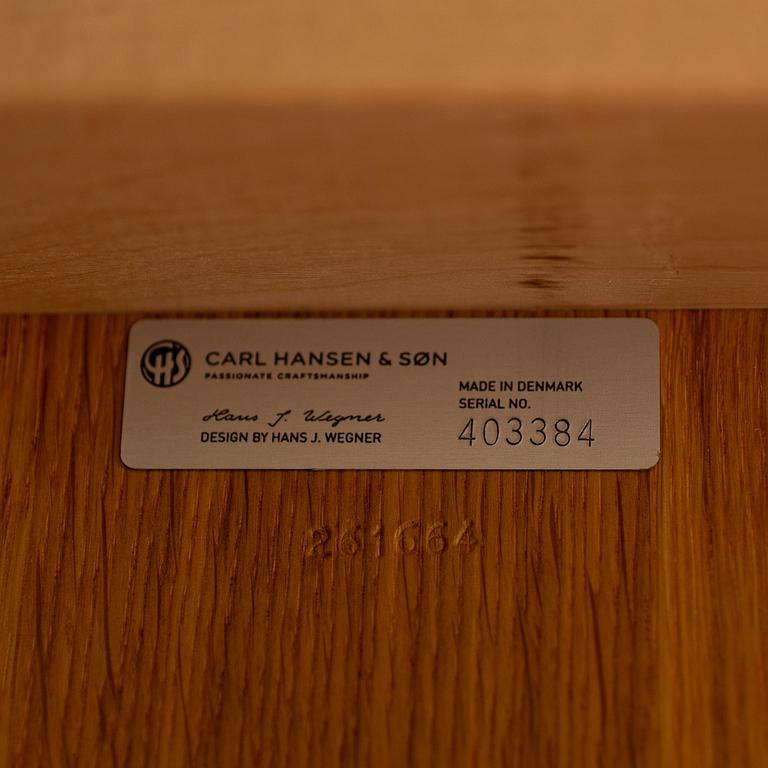 CHS
CARL HANSEN & SØN
PASSIONATE CRAFTSMANSHIP
Hans J. Wegner
DESIGN BY HANS J. WEGNER
MADE IN DENMARK
SERIAL NO.
403384
261664